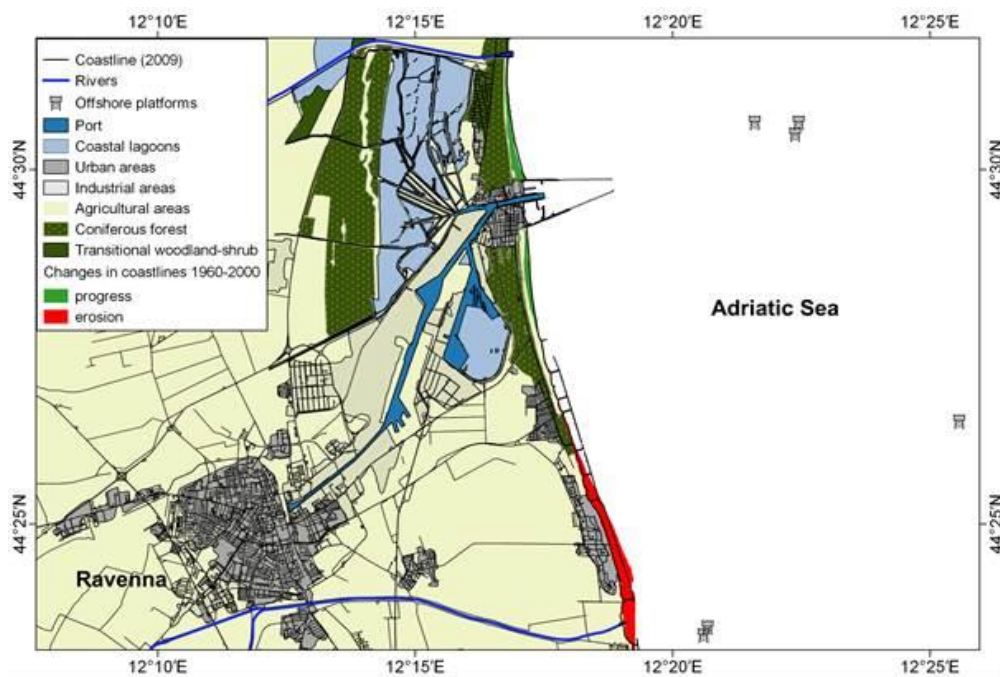 12°10'E 12°15'E 12°20'E 12°25'E
Coastline (2009)
Rivers
Offshore platforms
Port
Coastal lagoons
Urban areas
Industrial areas
Agricultural areas
Coniferous forest
Transitional woodland-shrub
Changes in coastlines 1960-2000
progress
erosion
44°30'N
44°30'N
Adriatic Sea
44°25'N
44°25'N
Ravenna
12°10'E 12°15'E 12°20'E 12°25'E